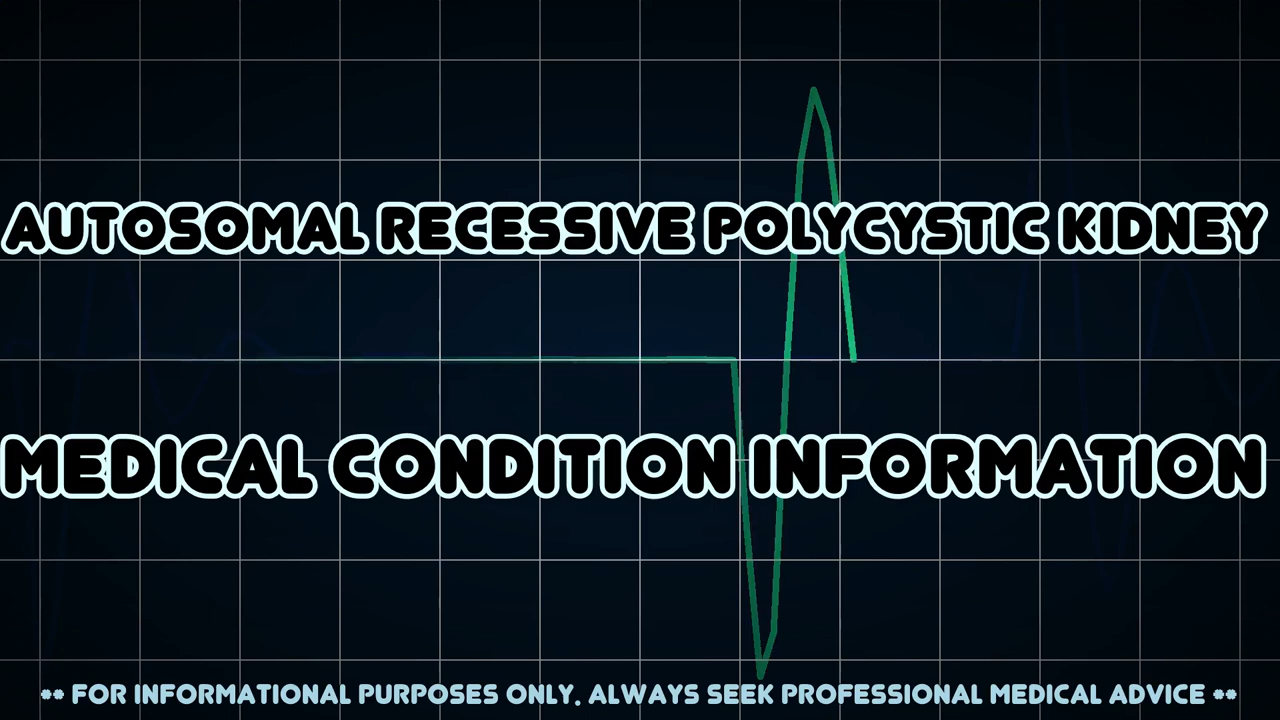 AUTOSOMAL RECESSIVE POLYCYSTIC KIDNEY
MEDICAL CONDITION INFORMATION
** FOR INFORMATIONAL PURPOSES ONLY. ALWAYS SEEK PROFESSIONAL MEDICAL ADVICE **